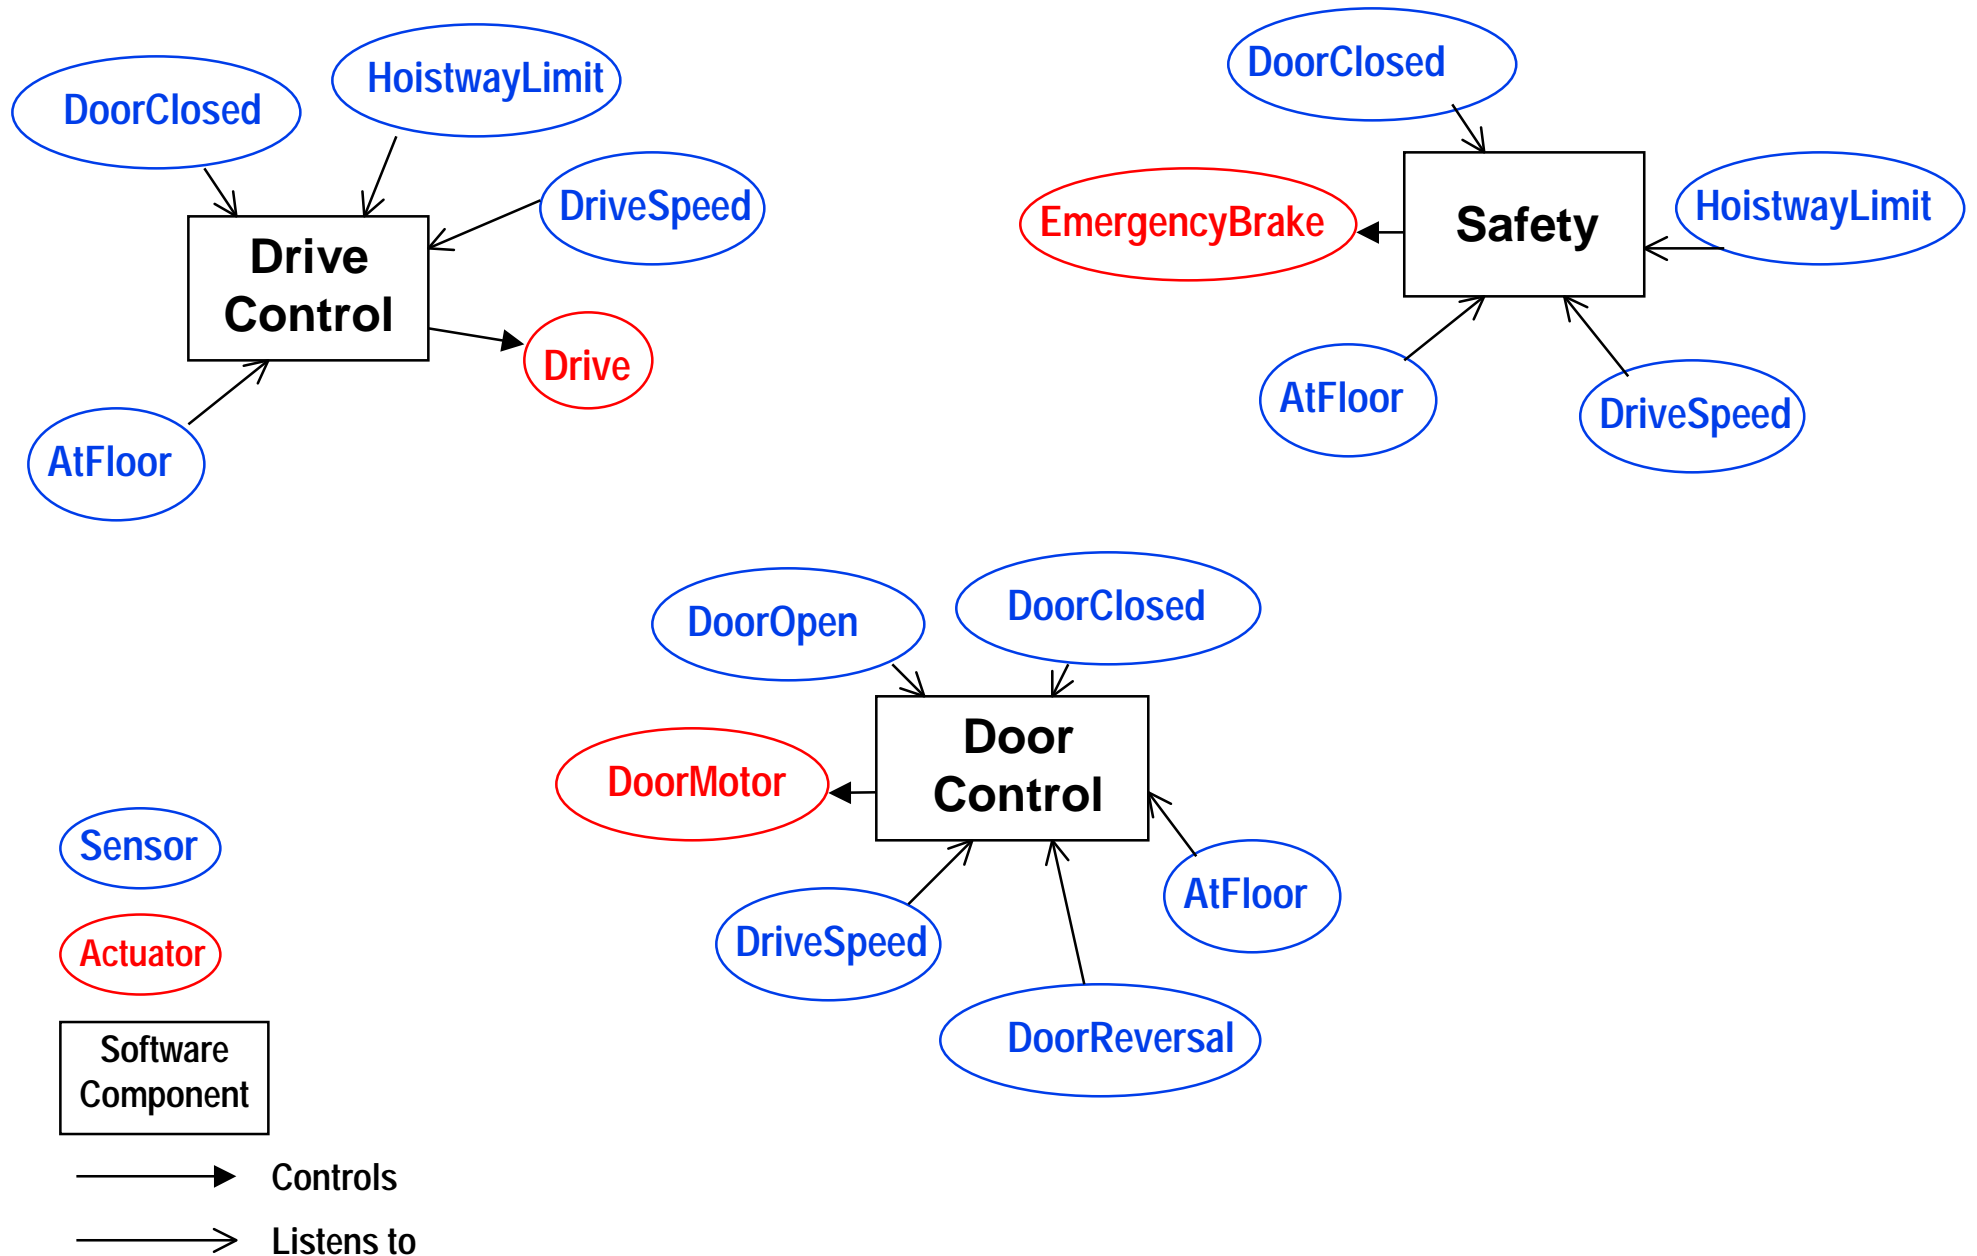 DoorClosed
HoistwayLimit
DriveSpeed
Drive
Control
Drive
AtFloor
DoorClosed
EmergencyBrake
Safety
HoistwayLimit
AtFloor
DriveSpeed
DoorOpen
DoorClosed
DoorMotor
Door
Control
AtFloor
DriveSpeed
DoorReversal
Sensor
Actuator
Software
Component
Controls
Listens to